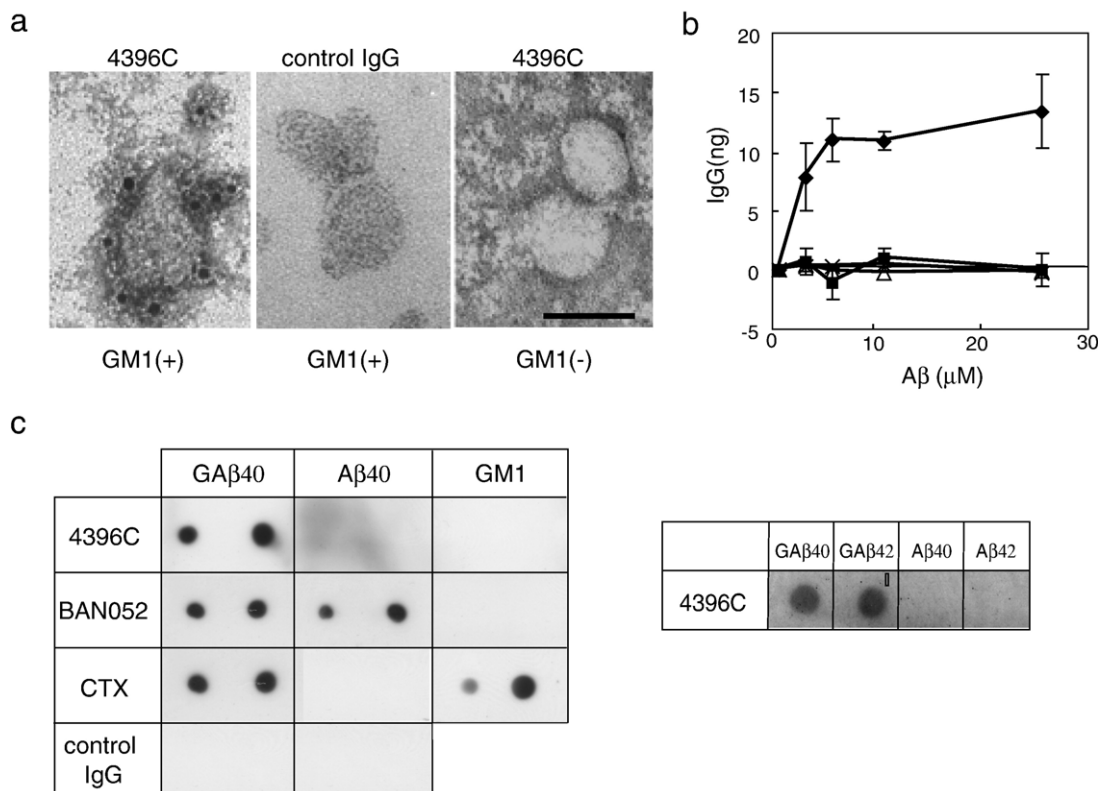 a
4396C control IgG 4396C
GM1(+) GM1(+) GM1(-)
b
20
15
10
5
0
-5
IgG(ng)
0 10 20 30
Aβ (μM)
c
GAβ40 Aβ40 GM1
4396C
BAN052
CTX
control
IgG
GAβ40 GAβ42 Aβ40 Aβ42
4396C